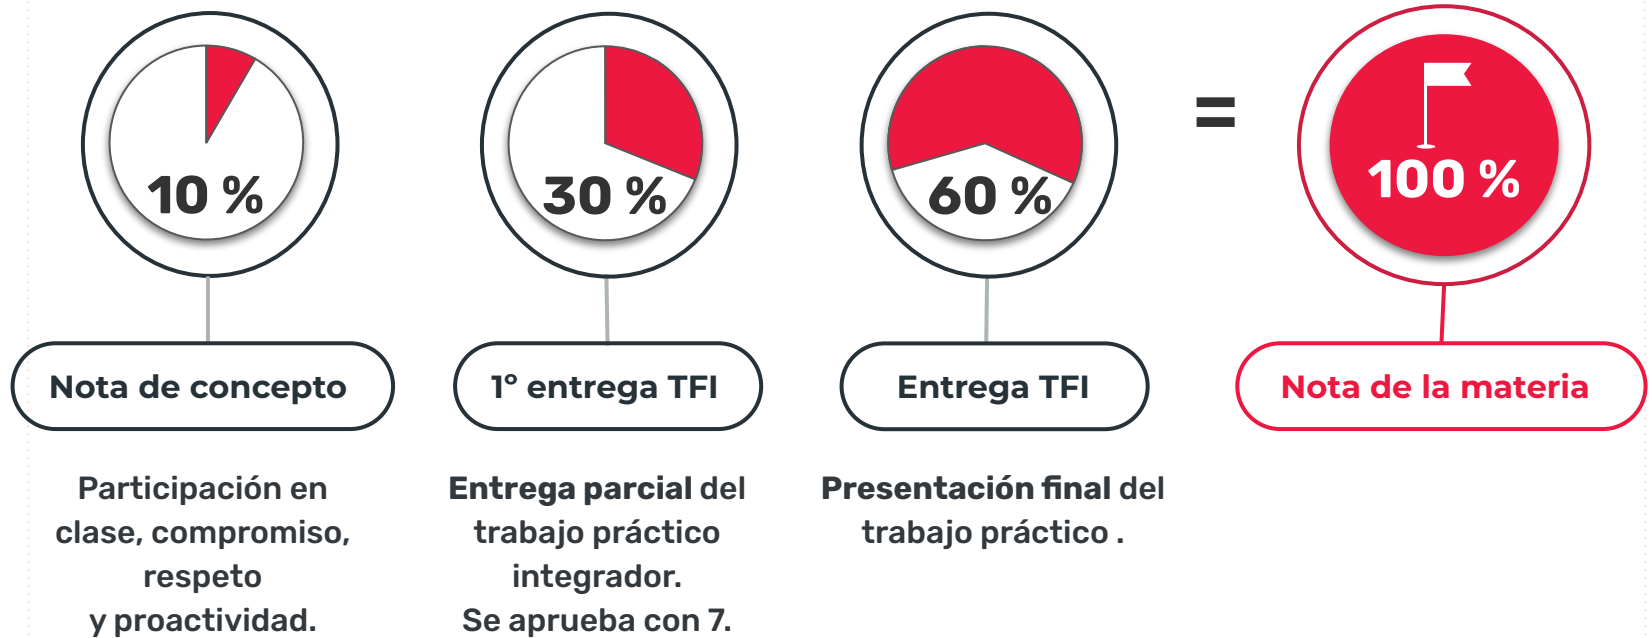 10 %
30 %
60 %
=
100 %
Nota de concepto
1º entrega TFI
Entrega TFI
Nota de la materia
Participación en
clase, compromiso,
respeto
y proactividad.
Entrega parcial del
trabajo práctico
integrador.
Se aprueba con 7.
Presentación final del
trabajo práctico .